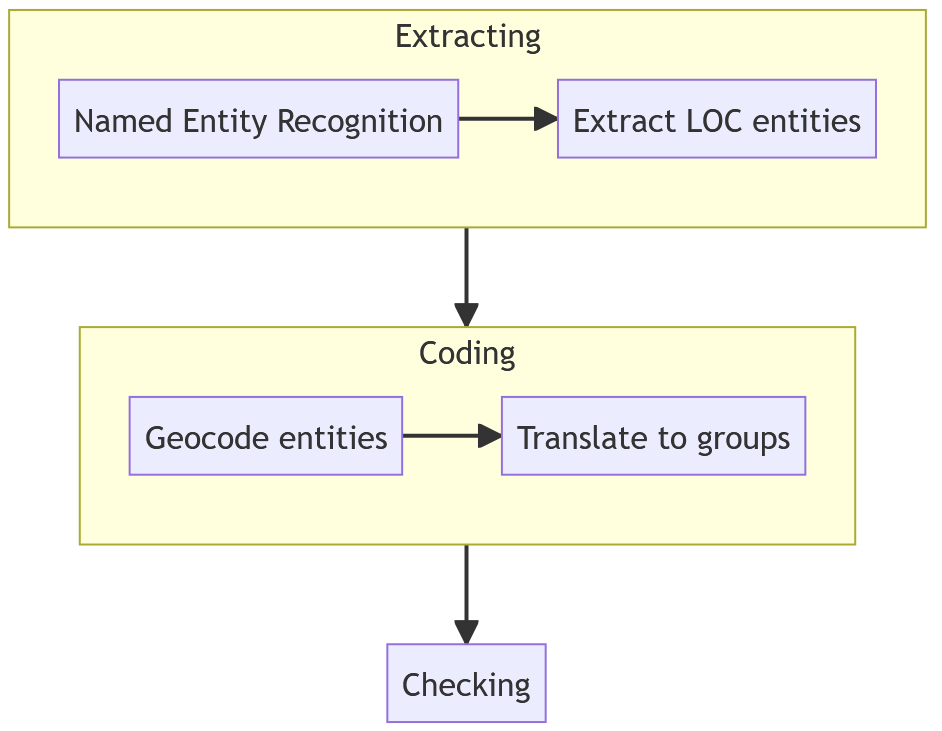 Extracting
Named Entity Recognition
Extract LOC entities
Coding
Geocode entities
Translate to groups
Checking